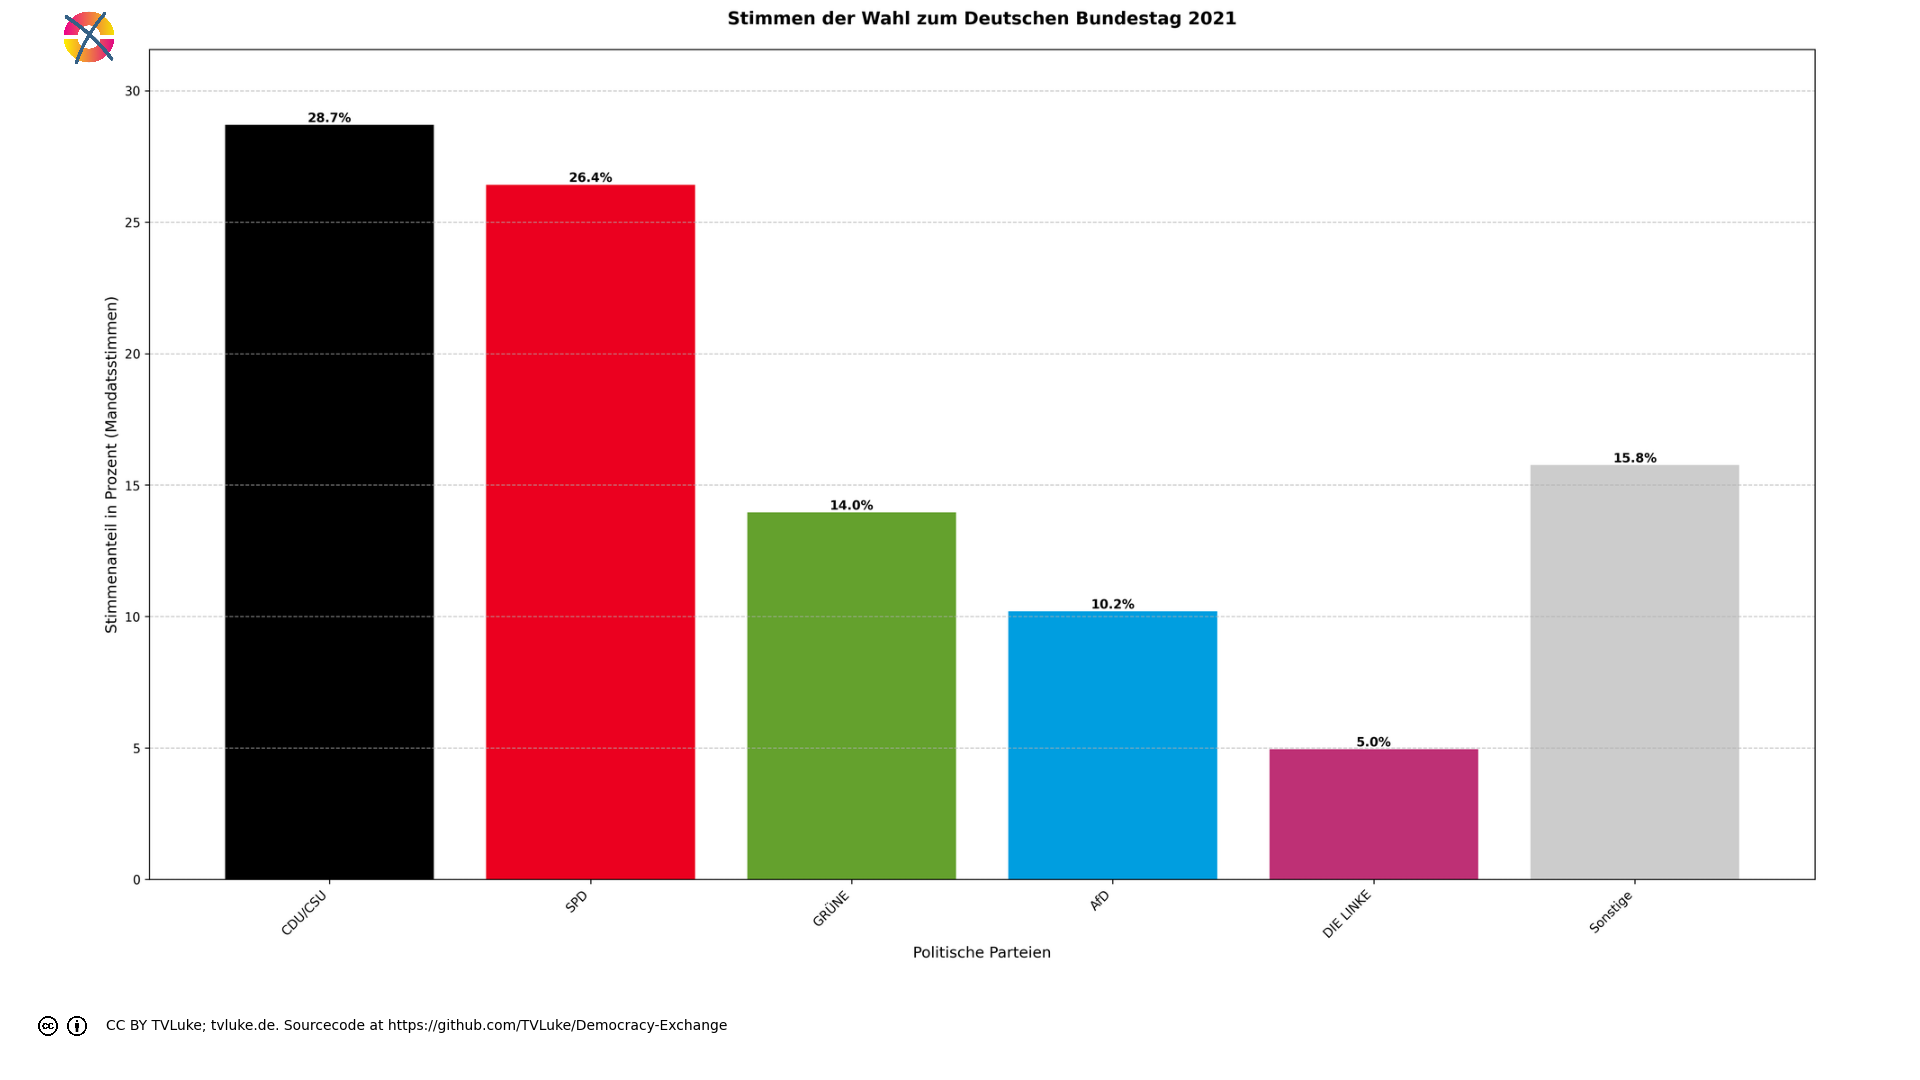 Stimmen der Wahl zum Deutschen Bundestag 2021
Stimmenanteil in Prozent (Mandatsstimmen)
30
25
20
15
10
5
0
28.7%
26.4%
14.0%
10.2%
5.0%
15.8%
CDU/CSU
SPD
GRÜNE
AfD
DIE LINKE
Sonstige
Politische Parteien
cc CC BY TVLuke; tvluke.de. Sourcecode at https://github.com/TVLuke/Democracy-Exchange